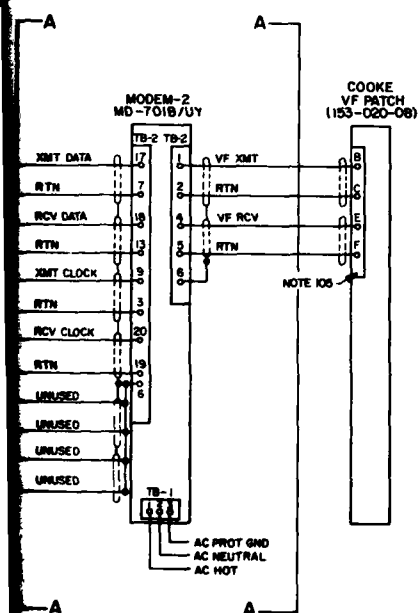 A
A
MODEM-2
MD-701B/UY
COOKE
VF PATCH
(153-020-08)
TB-2 TB-2
XMT DATA 17 1 VF XMT B
RTN 7 2 RTN C
RCV DATA 18 4 VF RCV E
RTN 13 5 RTN F
XMT CLOCK 9 6
NOTE 105
RTN 3
RCV CLOCK 20
RTN 19
UNUSED 6
UNUSED
UNUSED
UNUSED
TB-1
1 2 3
AC PROT GND
AC NEUTRAL
AC HOT
A
A